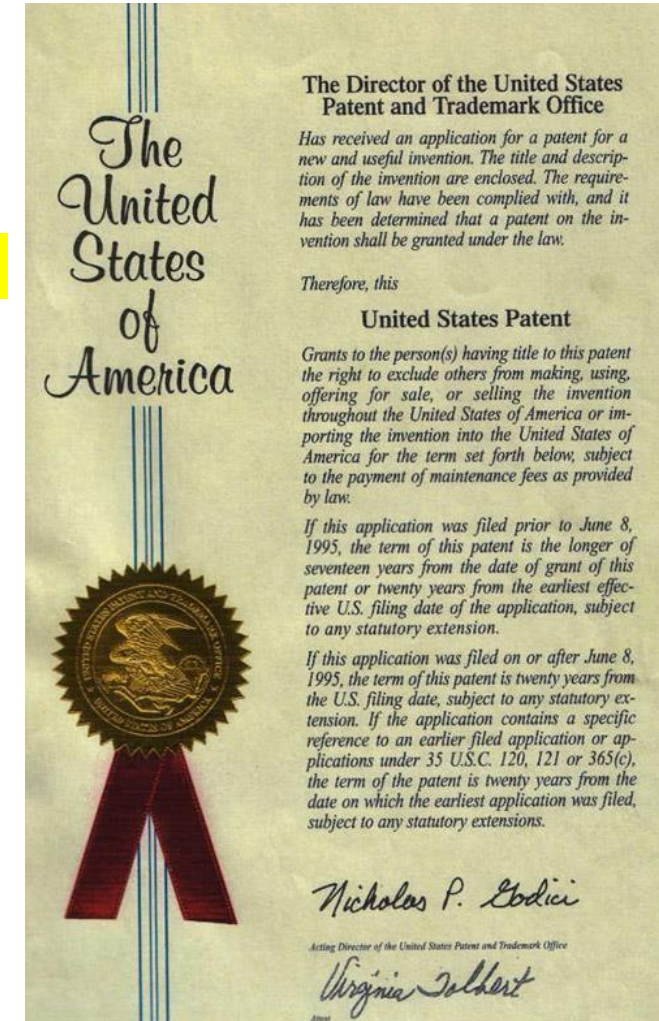 The
United
States
of
America
UNITED STATES PATENT AND TRADEMARK OFFICE
UNITED STATES OF AMERICA
The Director of the United States
Patent and Trademark Office
Has received an application for a patent for a
new and useful invention. The title and descrip-
tion of the invention are enclosed. The require-
ments of law have been complied with, and it
has been determined that a patent on the in-
vention shall be granted under the law.
Therefore, this
United States Patent
Grants to the person(s) having title to this patent
the right to exclude others from making, using,
offering for sale, or selling the invention
throughout the United States of America or im-
porting the invention into the United States of
America for the term set forth below, subject
to the payment of maintenance fees as provided
by law.
If this application was filed prior to June 8,
1995, the term of this patent is the longer of
seventeen years from the date of grant of this
patent or twenty years from the earliest effec-
tive U.S. filing date of the application, subject
to any statutory extension.
If this application was filed on or after June 8,
1995, the term of this patent is twenty years from
the U.S. filing date, subject to any statutory ex-
tension. If the application contains a specific
reference to an earlier filed application or ap-
plications under 35 U.S.C. 120, 121 or 365(c),
the term of the patent is twenty years from the
date on which the earliest application was filed,
subject to any statutory extensions.
Nicholas P. Godici
Acting Director of the United States Patent and Trademark Office
Virginia Tolbert
Attest